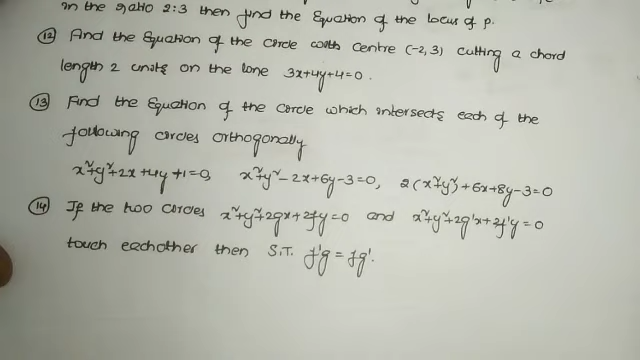 in the ratio 2:3 then find the Equation of the locus of p.
12) Find the Equation of the circle with centre (-2, 3) cutting a chord
length 2 units on the line 3x+4y+4=0.
13) Find the Equation of the circle which intersects each of the
following circles orthogonally
x²+y²+2x+4y+1=0, x²+y²-2x+6y-3=0, 2(x²+y²)+6x+8y-3=0
14) If the two circles x²+y²+2gx+2fy=0 and x²+y²+2g'x+2f'y=0
touch eachother then S.T. f'g = fg'.